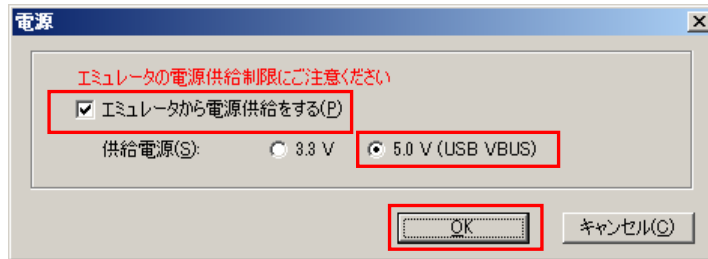 電源
エミュレータの電源供給制限にご注意ください
エミュレータから電源供給をする(P)
供給電源(S): 3.3 V 5.0 V (USB VBUS)
OK キャンセル(C)